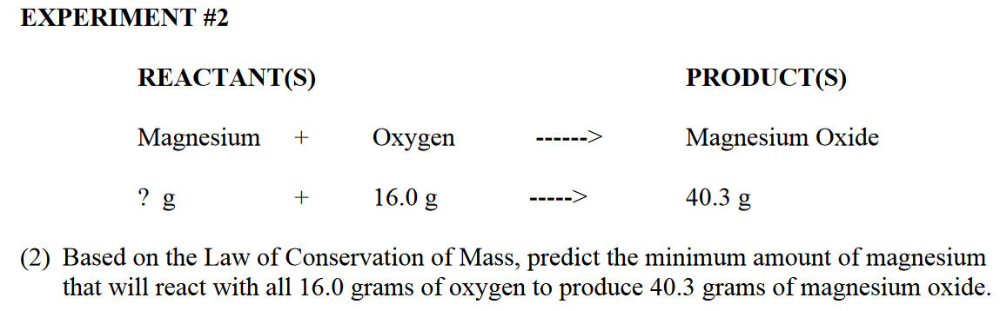 EXPERIMENT #2
REACTANT(S) PRODUCT(S)
Magnesium + Oxygen ------> Magnesium Oxide
? g + 16.0 g -----> 40.3 g
(2) Based on the Law of Conservation of Mass, predict the minimum amount of magnesium
that will react with all 16.0 grams of oxygen to produce 40.3 grams of magnesium oxide.